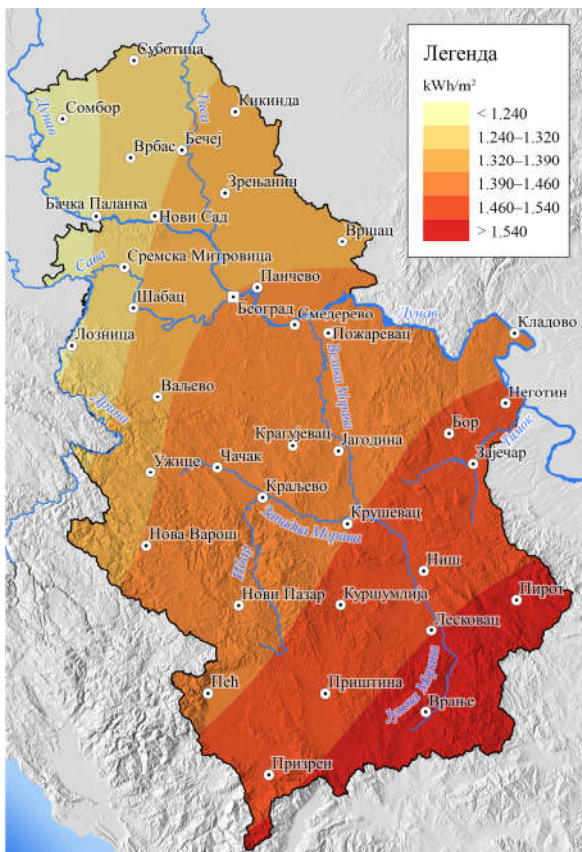 Легенда
kWh/m²
< 1.240
1.240–1.320
1.320–1.390
1.390–1.460
1.460–1.540
> 1.540
Суботица
Дунав
Сомбор
Тиса
Кикинда
Врбас
Бечеј
Зрењанин
Бачка Паланка
Нови Сад
Вршац
Сава
Сремска Митровица
Панчево
Шабац
Београд
Смедерево
Дунав
Кладово
Лозница
Пожаревац
Велика Морава
Дрина
Ваљево
Неготин
Бор
Тимок
Крагујевац
Јагодина
Зајечар
Ужице
Чачак
Краљево
Западна Морава
Крушевац
Нова Варош
Ибар
Ниш
Нови Пазар
Куршумлија
Пирот
Лесковац
Пећ
Приштина
Јужна Морава
Врање
Призрен